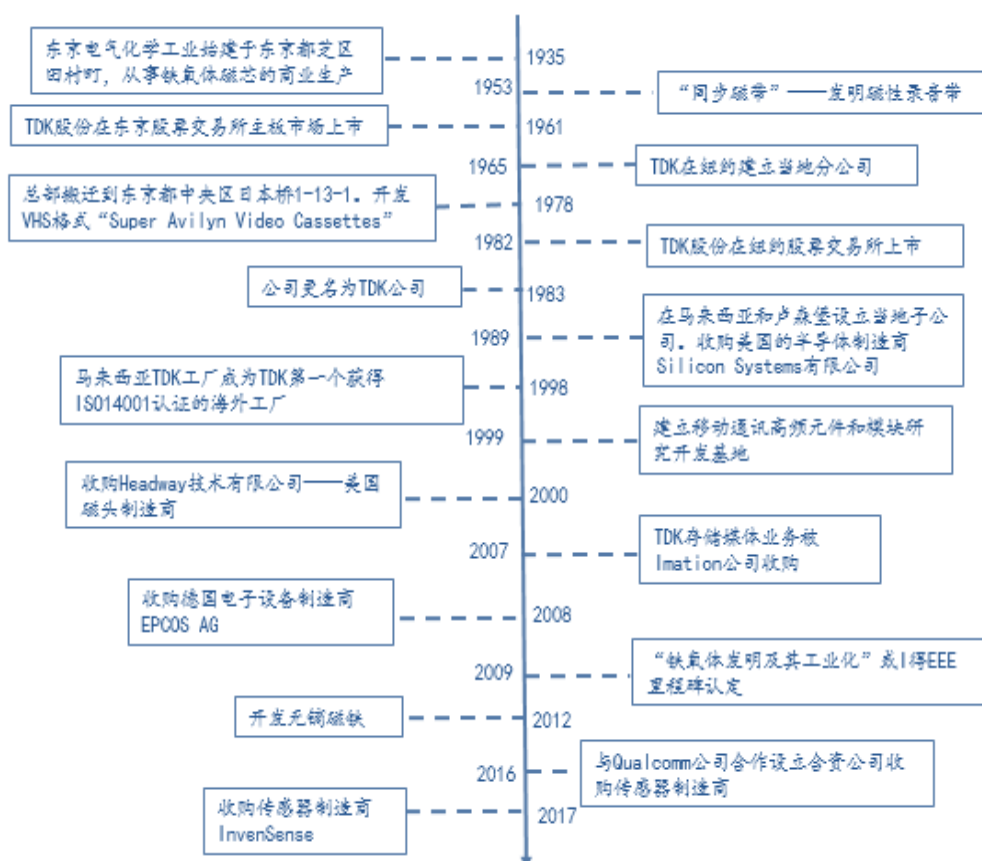 东京电气化学工业始建于东京都芝区
田村町，从事铁氧体磁芯的商业生产
1935
1953
“同步磁带”——发明磁性录音带
TDK股份在东京股票交易所主板市场上市
1961
1965
TDK在纽约建立当地分公司
总部搬迁到东京都中央区日本桥1-13-1。开发
VHS格式“Super Avilyn Video Cassettes”
1978
1982
TDK股份在纽约股票交易所上市
公司更名为TDK公司
1983
1989
在马来西亚和卢森堡设立当地子公
司。收购美国的半导体制造商
Silicon Systems有限公司
马来西亚TDK工厂成为TDK第一个获得
ISO14001认证的海外工厂
1998
1999
建立移动通讯高频元件和模块研
究开发基地
收购Headway技术有限公司——美国
磁头制造商
2000
2007
TDK存储媒体业务被
Imation公司收购
收购德国电子设备制造商
EPCOS AG
2008
2009
“铁氧体发明及其工业化”或I得EEE
里程碑认定
开发无镝磁铁
2012
2016
与Qualcomm公司合作设立合资公司收
购传感器制造商
收购传感器制造商
InvenSense
2017